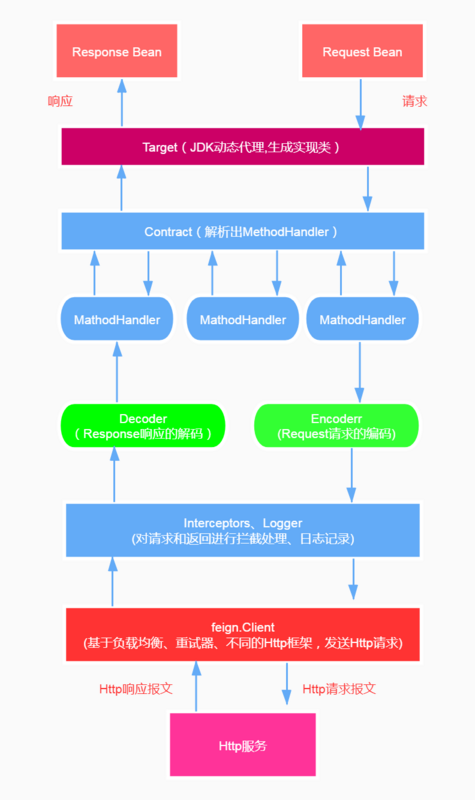 Response Bean
Request Bean
响应
请求
Target（JDK动态代理,生成实现类）
Contract（解析出MethodHandler）
MathodHandler
MathodHandler
MathodHandler
Decoder
（Response响应的解码）
Encoderr
(Request请求的编码)
Interceptors、Logger
(对请求和返回进行拦截处理、日志记录)
feign.Client
(基于负载均衡、重试器、不同的Http框架，发送Http请求)
Http响应报文
Http请求报文
Http服务